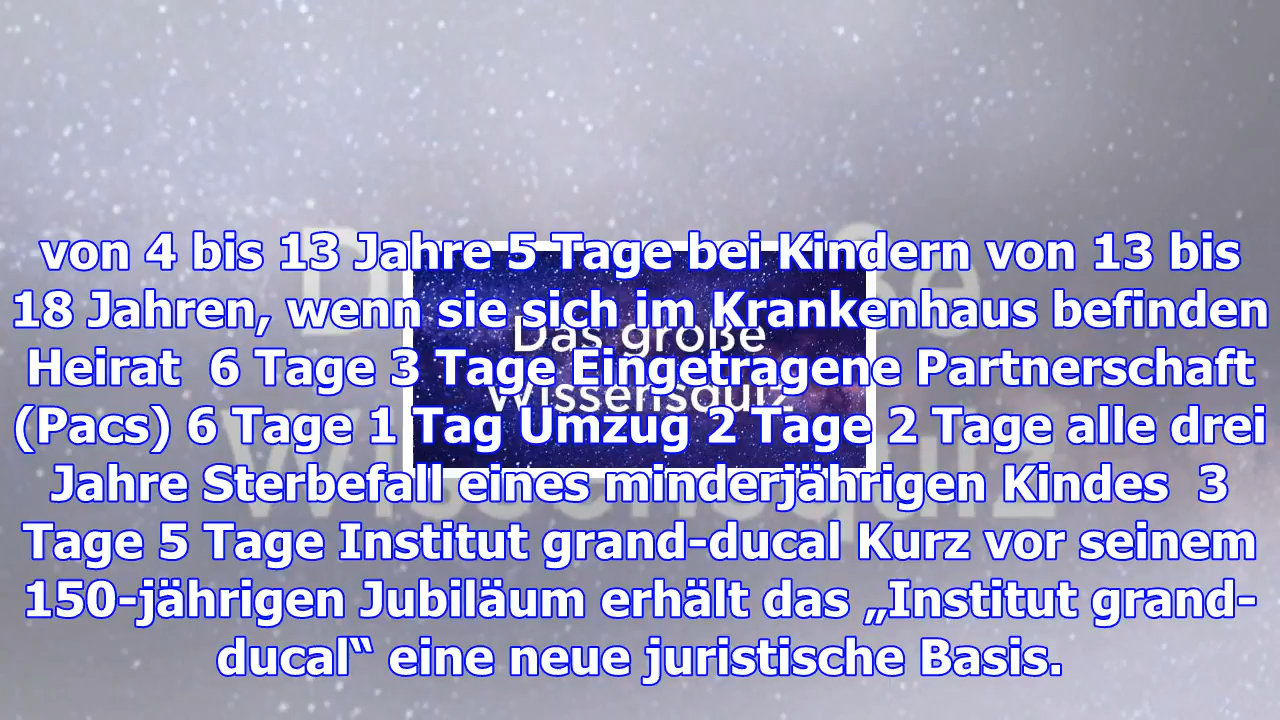 von 4 bis 13 Jahre 5 Tage bei Kindern von 13 bis
18 Jahren, wenn sie sich im Krankenhaus befinden
Heirat  6 Tage 3 Tage Eingetragene Partnerschaft
(Pacs) 6 Tage 1 Tag Umzug 2 Tage 2 Tage alle drei
Jahre Sterbefall eines minderjährigen Kindes  3
Tage 5 Tage Institut grand-ducal Kurz vor seinem
150-jährigen Jubiläum erhält das „Institut grand-
ducal“ eine neue juristische Basis.
Das große
Wissensquiz